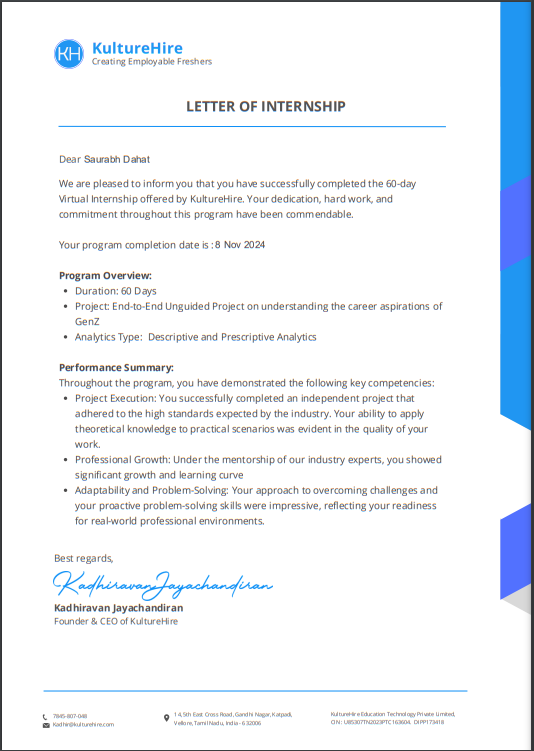 KH KultureHire
Creating Employable Freshers
LETTER OF INTERNSHIP
Dear Saurabh Dahat
We are pleased to inform you that you have successfully completed the 60-day
Virtual Internship offered by KultureHire. Your dedication, hard work, and
commitment throughout this program have been commendable.
Your program completion date is : 8 Nov 2024
Program Overview:
• Duration: 60 Days
• Project: End-to-End Unguided Project on understanding the career aspirations of
GenZ
• Analytics Type: Descriptive and Prescriptive Analytics
Performance Summary:
Throughout the program, you have demonstrated the following key competencies:
• Project Execution: You successfully completed an independent project that
adhered to the high standards expected by the industry. Your ability to apply
theoretical knowledge to practical scenarios was evident in the quality of your
work.
• Professional Growth: Under the mentorship of our industry experts, you showed
significant growth and learning curve
• Adaptability and Problem-Solving: Your approach to overcoming challenges and
your proactive problem-solving skills were impressive, reflecting your readiness
for real-world professional environments.
Best regards,
Kadhiravan Jayachandiran
Kadhiravan Jayachandiran
Founder & CEO of KultureHire
7845-807-048
Kadhir@kulturehire.com
14, 5th East Cross Road, Gandhi Nagar, Katpadi,
Vellore, Tamil Nadu, India - 632006
KultureHire Education Technology Private Limited,
CIN: U85307TN2023PTC163604. DIPP173418